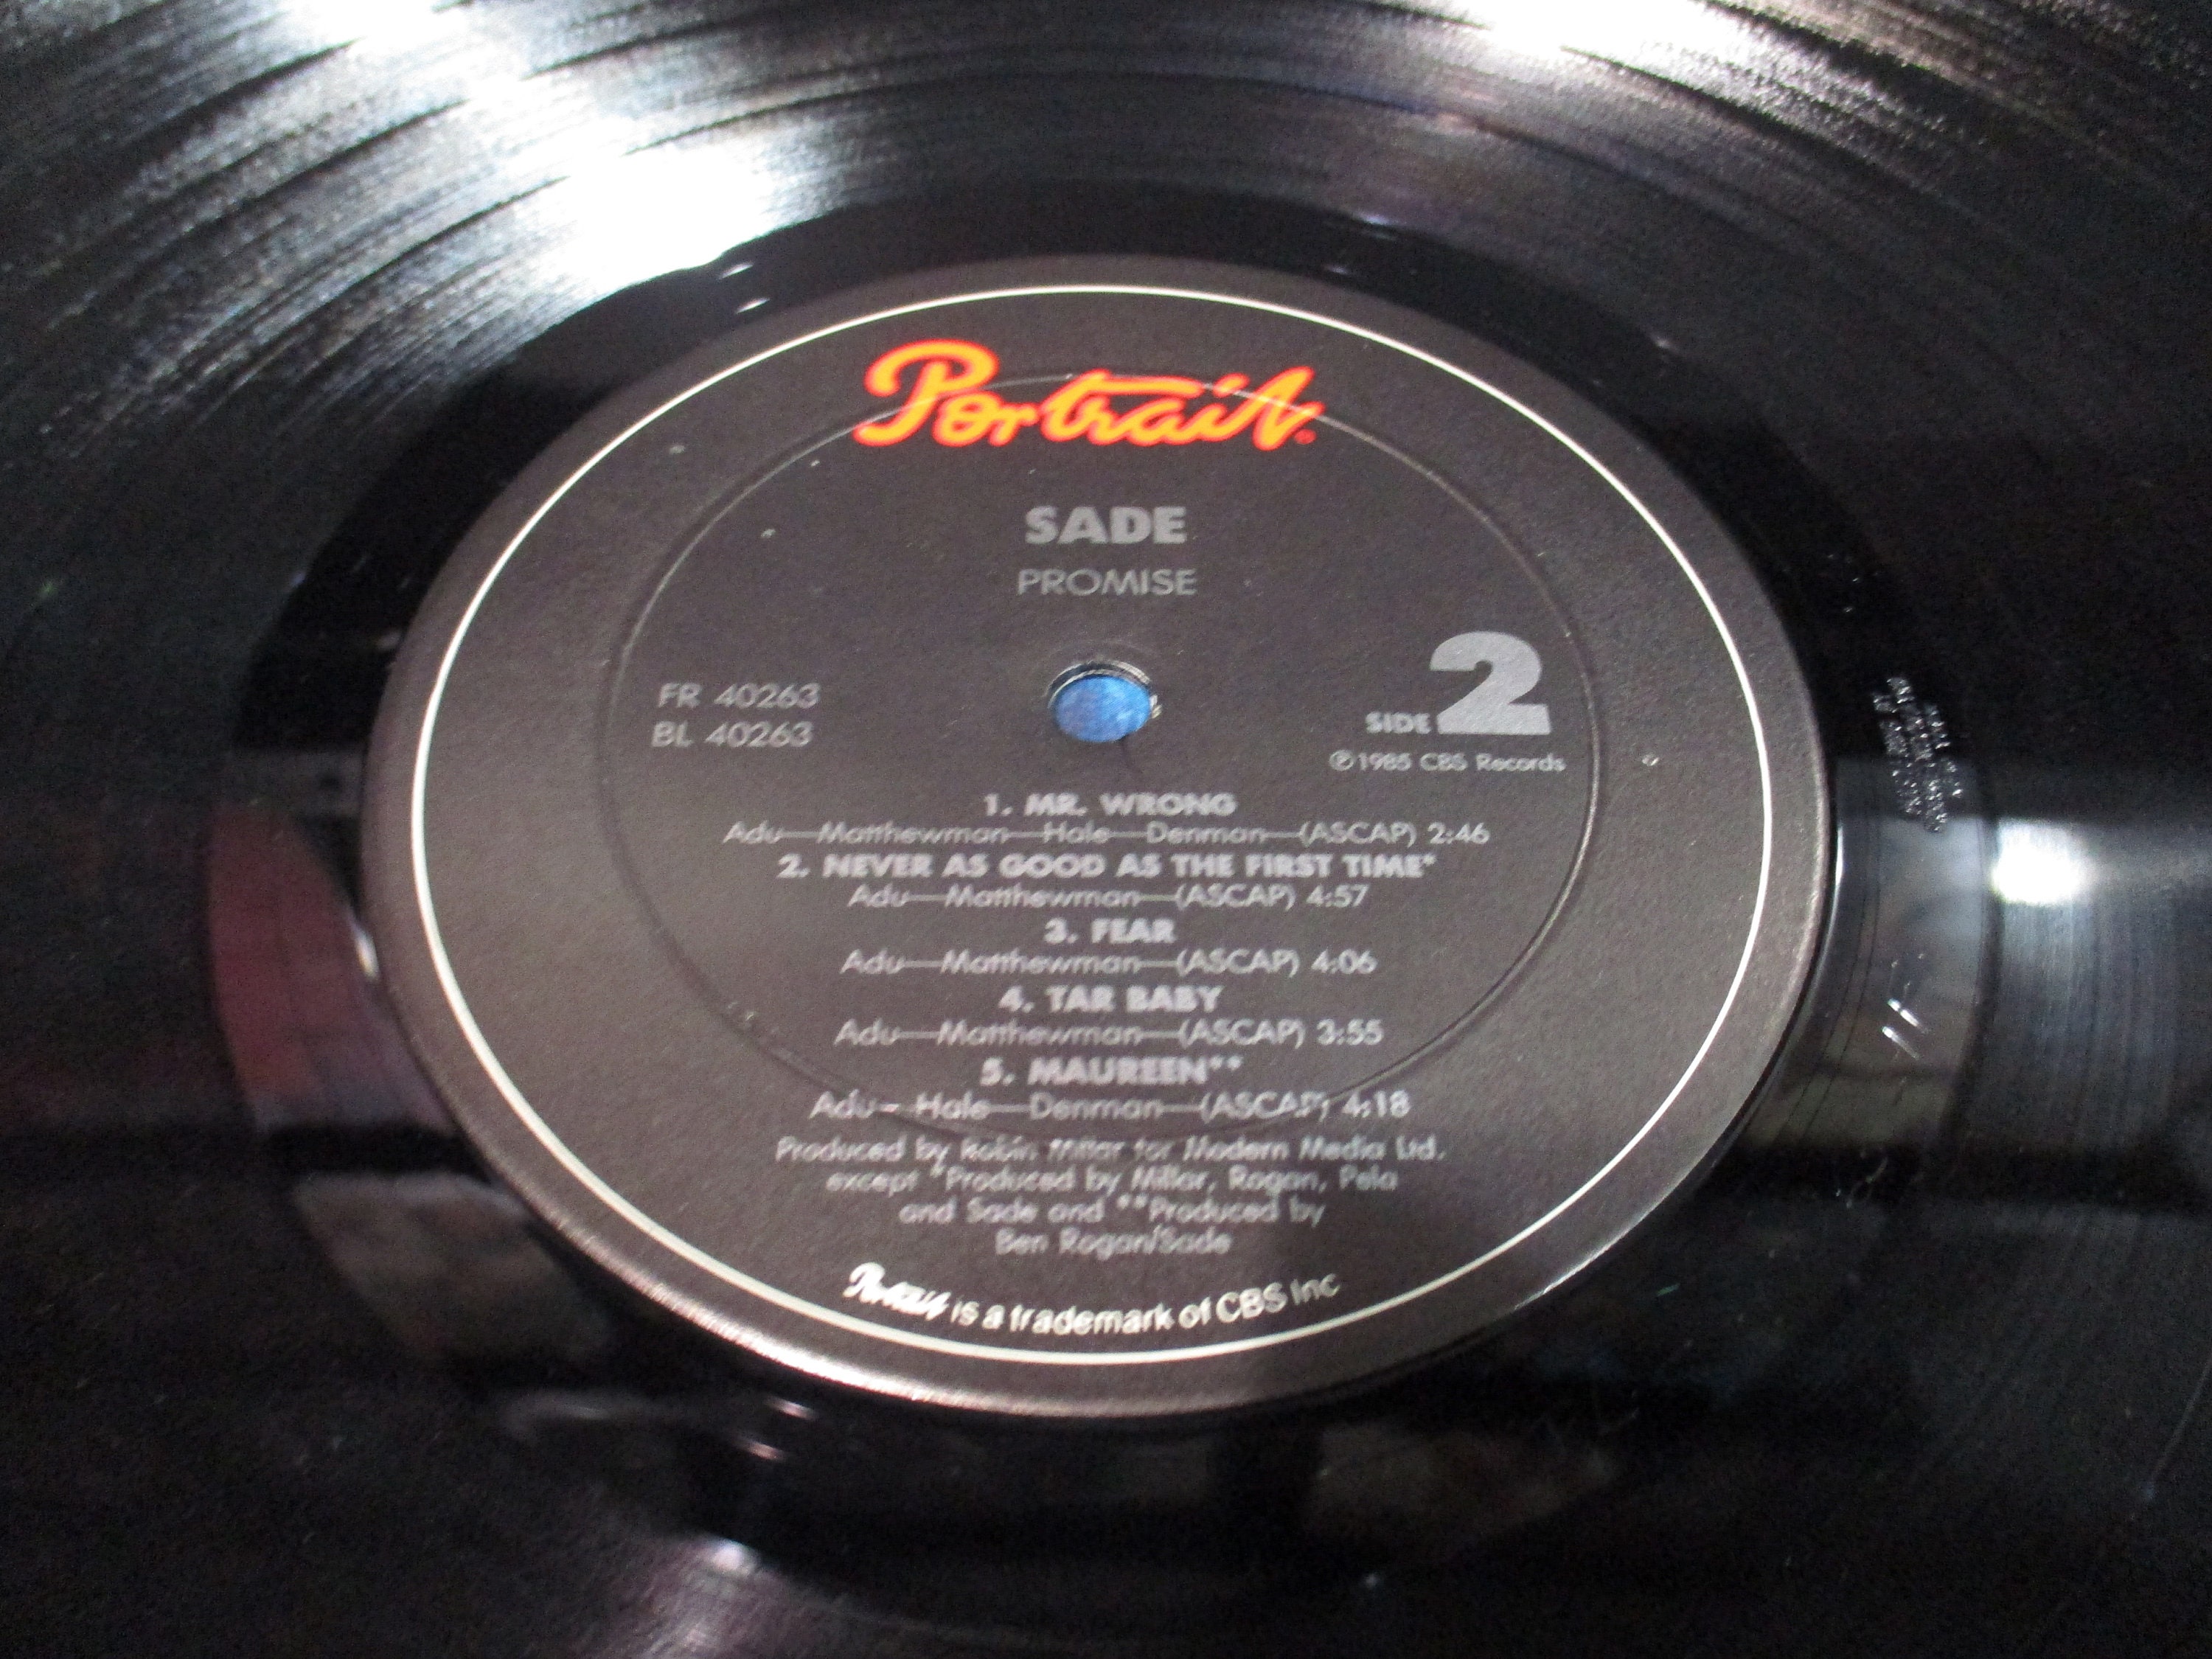 Portrait
SADE
PROMISE
FR 40263
BL 40263
SIDE 2
℗1985 CBS Records
1. MR. WRONG
Adu—Matthewman—Hale—Denman—(ASCAP) 2:46
2. NEVER AS GOOD AS THE FIRST TIME*
Adu—Matthewman—(ASCAP) 4:57
3. FEAR
Adu—Matthewman—(ASCAP) 4:06
4. TAR BABY
Adu—Matthewman—(ASCAP) 3:55
5. MAUREEN**
Adu—Hale—Denman—(ASCAP) 4:18
Produced by Robin Millar for Modern Media Ltd.
except *Produced by Millar, Rogan, Pela
and Sade and **Produced by
Ben Rogan/Sade
Portrait is a trademark of CBS Inc